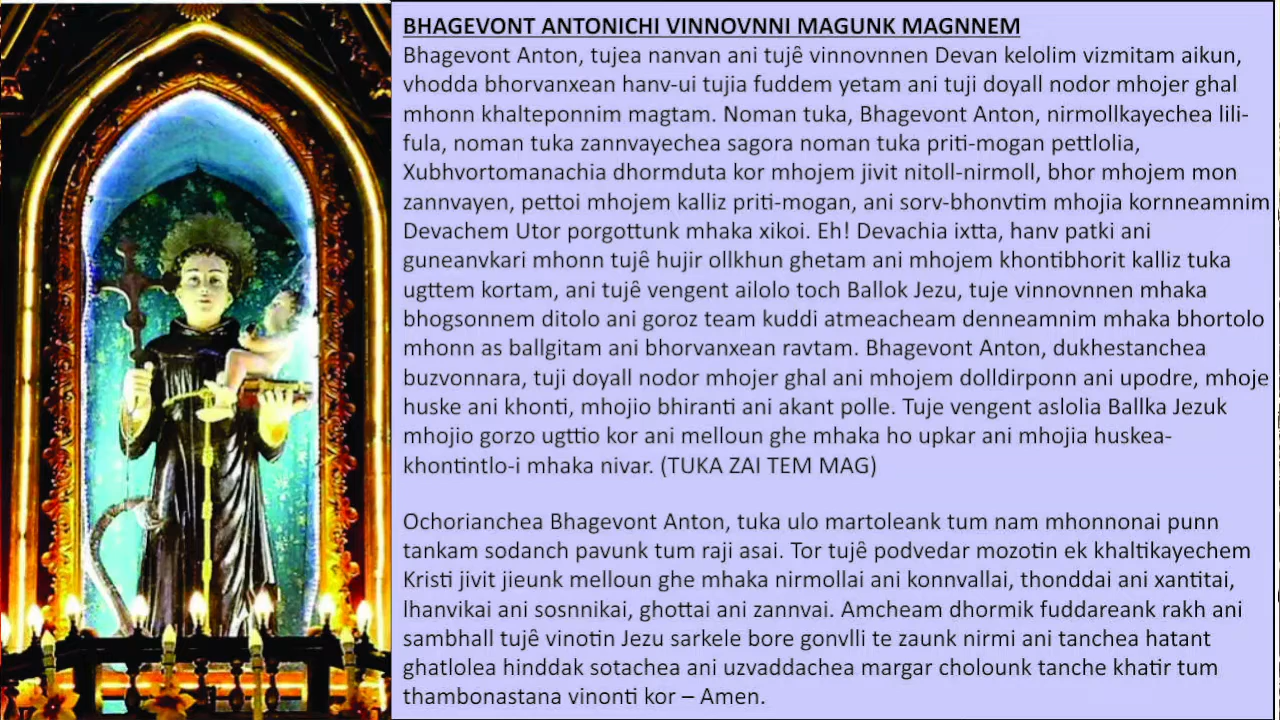 BHAGEVONT ANTONICHI VINNOVNNI MAGUNK MAGNNEM
Bhagevont Anton, tujea nanvan ani tujê vinnovnnen Devan kelolim vizmitam aikun,
vhodda bhorvanxean hanv-ui tujia fuddem yetam ani tuji doyall nodor mhojer ghal
mhonn khalteponnim magtam. Noman tuka, Bhagevont Anton, nirmollkayechea lili-
fula, noman tuka zannvayechea sagora noman tuka priti-mogan pettlolia,
Xubhvortomanachia dhormduta kor mhojem jivit nitoll-nirmoll, bhor mhojem mon
zannvayen, pettoi mhojem kalliz priti-mogan, ani sorv-bhonvtim mhojia kornneamnim
Devachem Utor porgottunk mhaka xikoi. Eh! Devachia ixtta, hanv patki ani
guneanvkari mhonn tujê hujir ollkhun ghetam ani mhojem khontibhorit kalliz tuka
ugttem kortam, ani tuje vengent ailolo toch Ballok Jezu, tuje vinnovnnen mhaka
bhogsonnem ditolo ani goroz team kuddi atmeacheam denneamnim mhaka bhortolo
mhonn as ballgitam ani bhorvanxean ravtam. Bhagevont Anton, dukhestanchea
buzvonnara, tuji doyall nodor mhojer ghal ani mhojem dolldirponn ani upodre, mhoje
huske ani khonti, mhojio bhiranti ani akant polle. Tuje vengent aslolia Ballka Jezuk
mhojio gorzo ugttio kor ani melloun ghe mhaka ho upkar ani mhojia huskea-
khontintlo-i mhaka nivar. (TUKA ZAI TEM MAG)

Ochorianchea Bhagevont Anton, tuka ulo martoleank tum nam mhonnonai punn
tankam sodanch pavunk tum raji asai. Tor tujê podvedar mozotin ek khaltikayechem
Kristi jivit jieunk melloun ghe mhaka nirmollai ani konnvallai, thonddai ani xantitai,
lhanvikai ani sosnnikai, ghottai ani zannvai. Amcheam dhormik fuddareank rakh ani
sambhall tujê vinotin Jezu sarkele bore gonvlli te zaunk nirmi ani tanchea hatant
ghatlolea hinddak sotachea ani uzvoddachea margar cholounk tanche khatir tum
thambonastana vinonti kor – Amen.